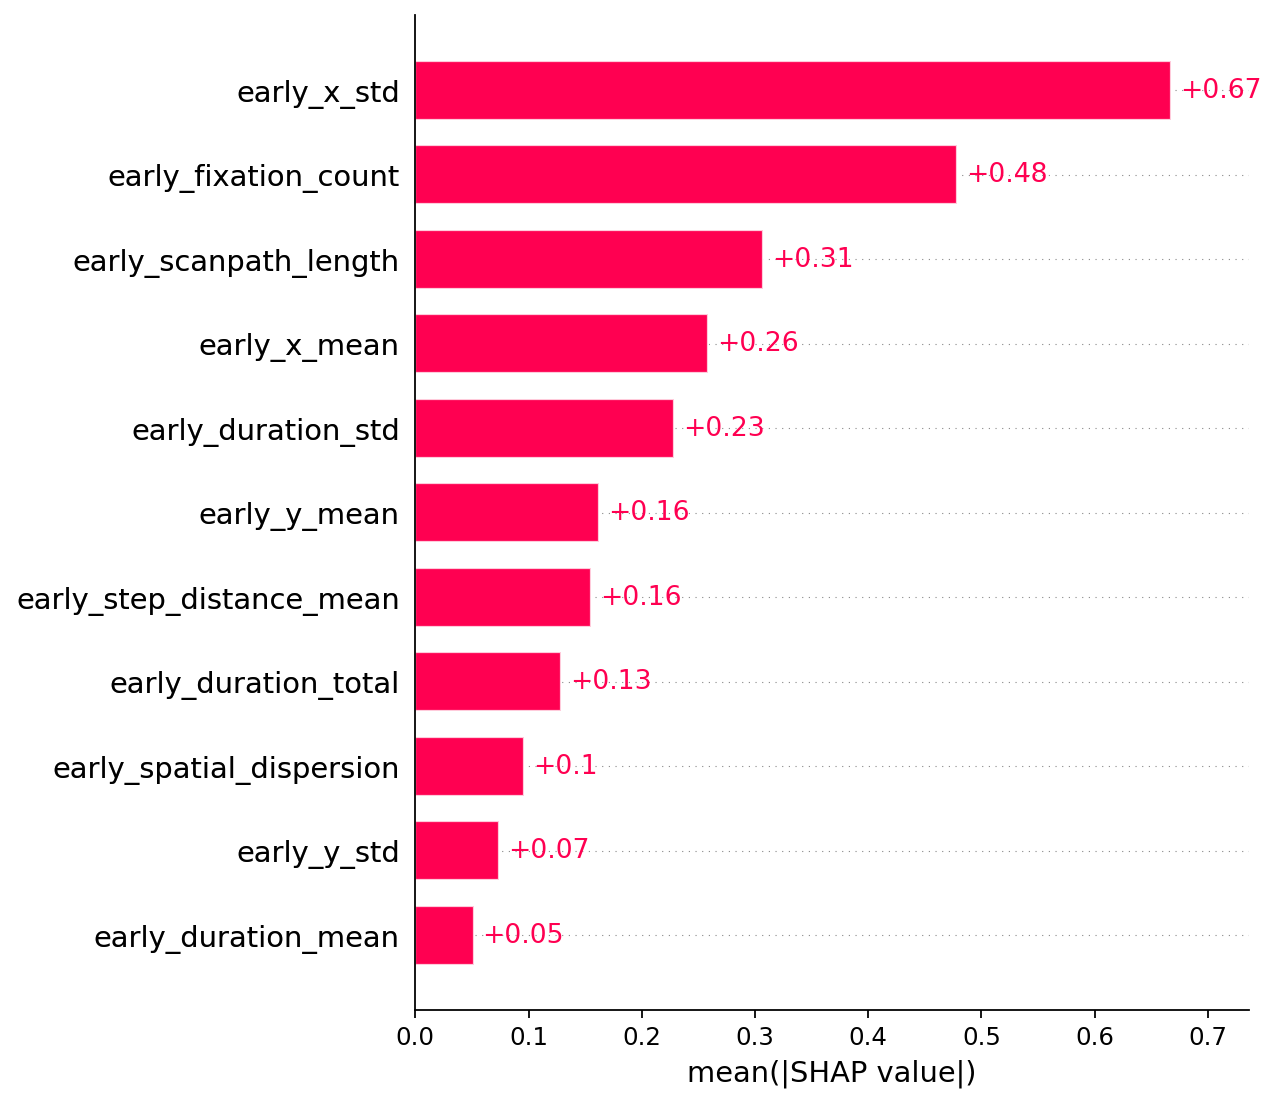 early_x_std +0.67
early_fixation_count +0.48
early_scanpath_length +0.31
early_x_mean +0.26
early_duration_std +0.23
early_y_mean +0.16
early_step_distance_mean +0.16
early_duration_total +0.13
early_spatial_dispersion +0.1
early_y_std +0.07
early_duration_mean +0.05
0.0 0.1 0.2 0.3 0.4 0.5 0.6 0.7
mean(|SHAP value|)